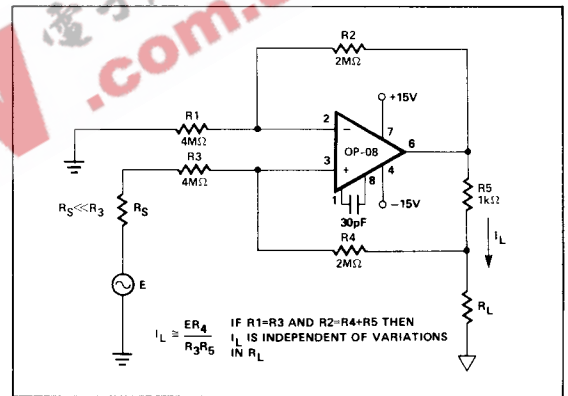 .com.
R2
2MΩ
+15V
R1
4MΩ
2
7
−
OP-08
6
R3
4MΩ
3
+
8
4
1
30pF
−15V
R5
1kΩ
RS≪R3
RS
R4
2MΩ
IL
E
RL
IL ≅ ER4 / R3R5
IF R1=R3 AND R2=R4+R5 THEN
IL IS INDEPENDENT OF VARIATIONS
IN RL